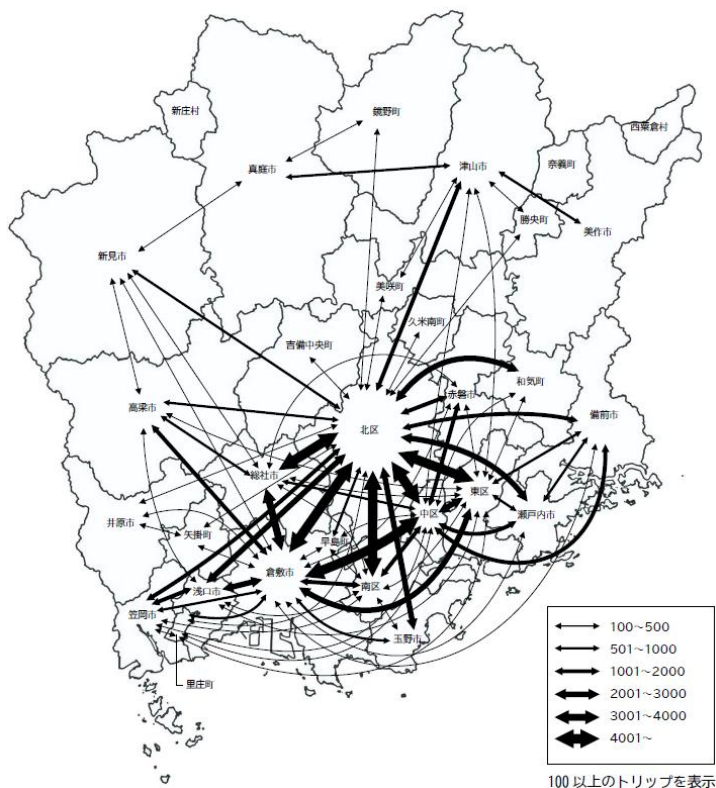 新庄村
鏡野町
西粟倉村
真庭市
津山市
奈義町
勝央町
美作市
新見市
美咲町
久米南町
吉備中央町
和気町
赤磐市
高梁市
備前市
北区
総社市
東区
井原市
矢掛町
中区
瀬戸内市
早島町
倉敷市
浅口市
南区
笠岡市
玉野市
里庄町
100~500
501~1000
1001~2000
2001~3000
3001~4000
4001~
100以上のトリップを表示